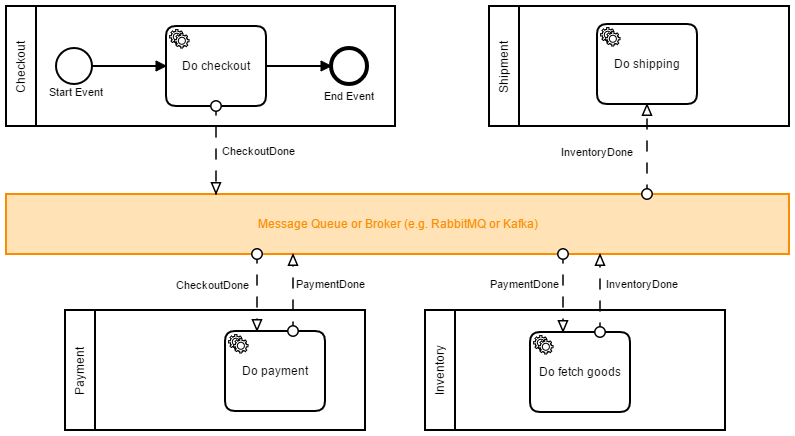 Checkout
Do checkout
Start Event
End Event
Shipment
Do shipping
CheckoutDone
InventoryDone
Message Queue or Broker (e.g. RabbitMQ or Kafka)
CheckoutDone
PaymentDone
PaymentDone
InventoryDone
Payment
Do payment
Inventory
Do fetch goods